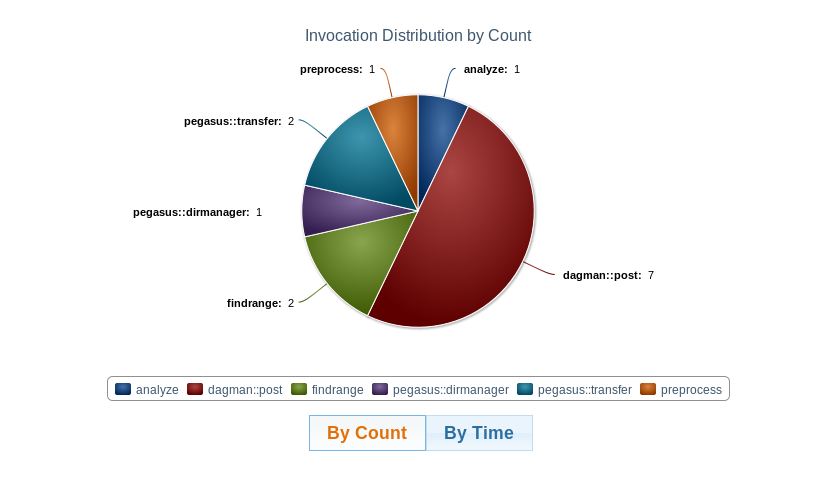 Invocation Distribution by Count
preprocess: 1
analyze: 1
pegasus::transfer: 2
pegasus::dirmanager: 1
dagman::post: 7
findrange: 2
analyze dagman::post findrange pegasus::dirmanager pegasus::transfer preprocess
By Count By Time